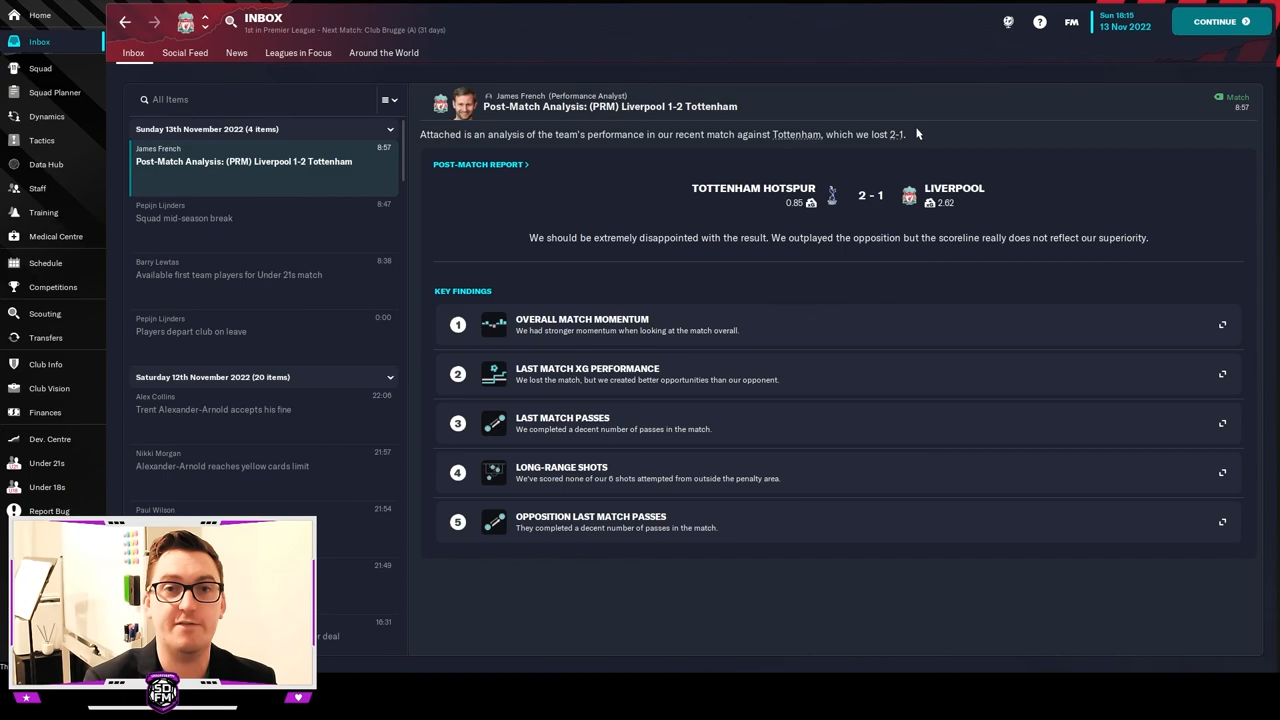 Home
Inbox
Squad
Squad Planner
Dynamics
Tactics
Data Hub
Staff
Training
Medical Centre
Schedule
Competitions
Scouting
Transfers
Club Info
Club Vision
Finances
Dev. Centre
Under 21s
Under 18s
Report Bug
INBOX
1st in Premier League - Next Match: Club Brugge (A) (31 days)
FM
Sun 18:15
13 Nov 2022
CONTINUE
Inbox Social Feed News Leagues in Focus Around the World
All Items
Sunday 13th November 2022 (4 items)
James French 8:57
Post-Match Analysis: (PRM) Liverpool 1-2 Tottenham
Pepijn Lijnders 8:47
Squad mid-season break
Barry Lewtas 8:38
Available first team players for Under 21s match
Pepijn Lijnders 0:00
Players depart club on leave
Saturday 12th November 2022 (20 items)
Alex Collins 22:06
Trent Alexander-Arnold accepts his fine
Nikki Morgan 21:57
Alexander-Arnold reaches yellow cards limit
Paul Wilson 21:54
21:49
16:31
r deal
James French (Performance Analyst)
Post-Match Analysis: (PRM) Liverpool 1-2 Tottenham
Match
8:57
Attached is an analysis of the team's performance in our recent match against Tottenham, which we lost 2-1.
POST-MATCH REPORT >
TOTTENHAM HOTSPUR 2 - 1 LIVERPOOL
0.85 2.62
We should be extremely disappointed with the result. We outplayed the opposition but the scoreline really does not reflect our superiority.
KEY FINDINGS
1 OVERALL MATCH MOMENTUM
We had stronger momentum when looking at the match overall.
2 LAST MATCH XG PERFORMANCE
We lost the match, but we created better opportunities than our opponent.
3 LAST MATCH PASSES
We completed a decent number of passes in the match.
4 LONG-RANGE SHOTS
We've scored none of our 6 shots attempted from outside the penalty area.
5 OPPOSITION LAST MATCH PASSES
They completed a decent number of passes in the match.
Th
SD
FM